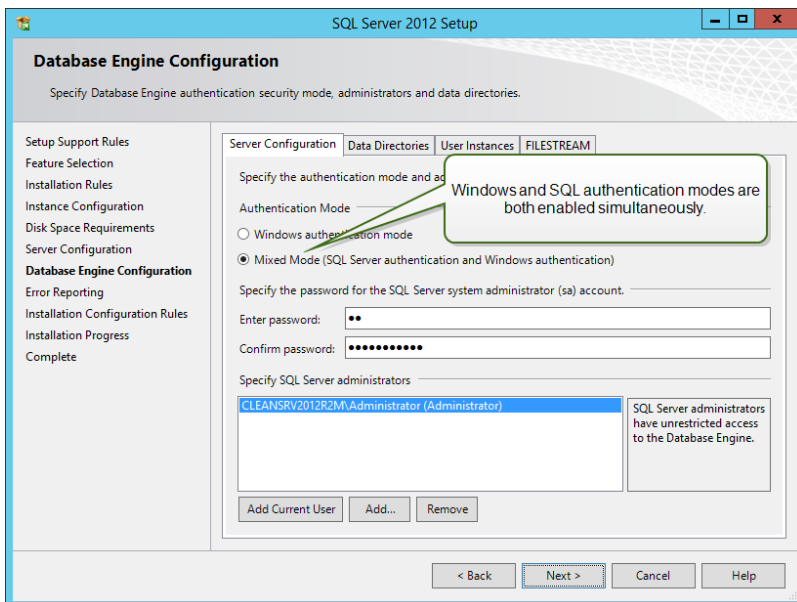 SQL Server 2012 Setup
Database Engine Configuration
Specify Database Engine authentication security mode, administrators and data directories.
Setup Support Rules
Feature Selection
Installation Rules
Instance Configuration
Disk Space Requirements
Server Configuration
Database Engine Configuration
Error Reporting
Installation Configuration Rules
Installation Progress
Complete
Server Configuration Data Directories User Instances FILESTREAM
Specify the authentication mode and
Windows and SQL authentication modes are
both enabled simultaneously.
Authentication Mode
Windows authentication mode
Mixed Mode (SQL Server authentication and Windows authentication)
Specify the password for the SQL Server system administrator (sa) account.
Enter password: ••
Confirm password: •••••••••••
Specify SQL Server administrators
CLEANSRV2012R2M\Administrator (Administrator)
SQL Server administrators
have unrestricted access
to the Database Engine.
Add Current User Add... Remove
< Back Next > Cancel Help